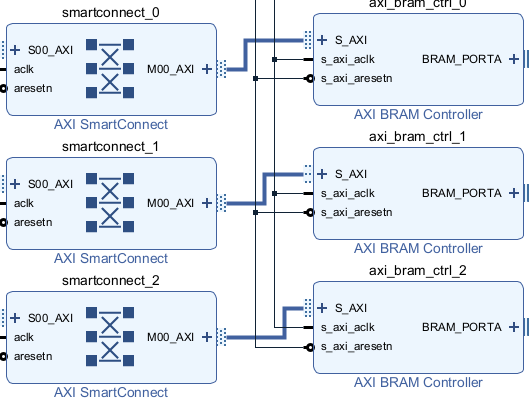 smartconnect_0
S00_AXI
aclk
aresetn
M00_AXI
AXI SmartConnect
axi_bram_ctrl_0
S_AXI
s_axi_aclk
s_axi_aresetn
BRAM_PORTA
AXI BRAM Controller
smartconnect_1
S00_AXI
aclk
aresetn
M00_AXI
AXI SmartConnect
axi_bram_ctrl_1
S_AXI
s_axi_aclk
s_axi_aresetn
BRAM_PORTA
AXI BRAM Controller
smartconnect_2
S00_AXI
aclk
aresetn
M00_AXI
AXI SmartConnect
axi_bram_ctrl_2
S_AXI
s_axi_aclk
s_axi_aresetn
BRAM_PORTA
AXI BRAM Controller